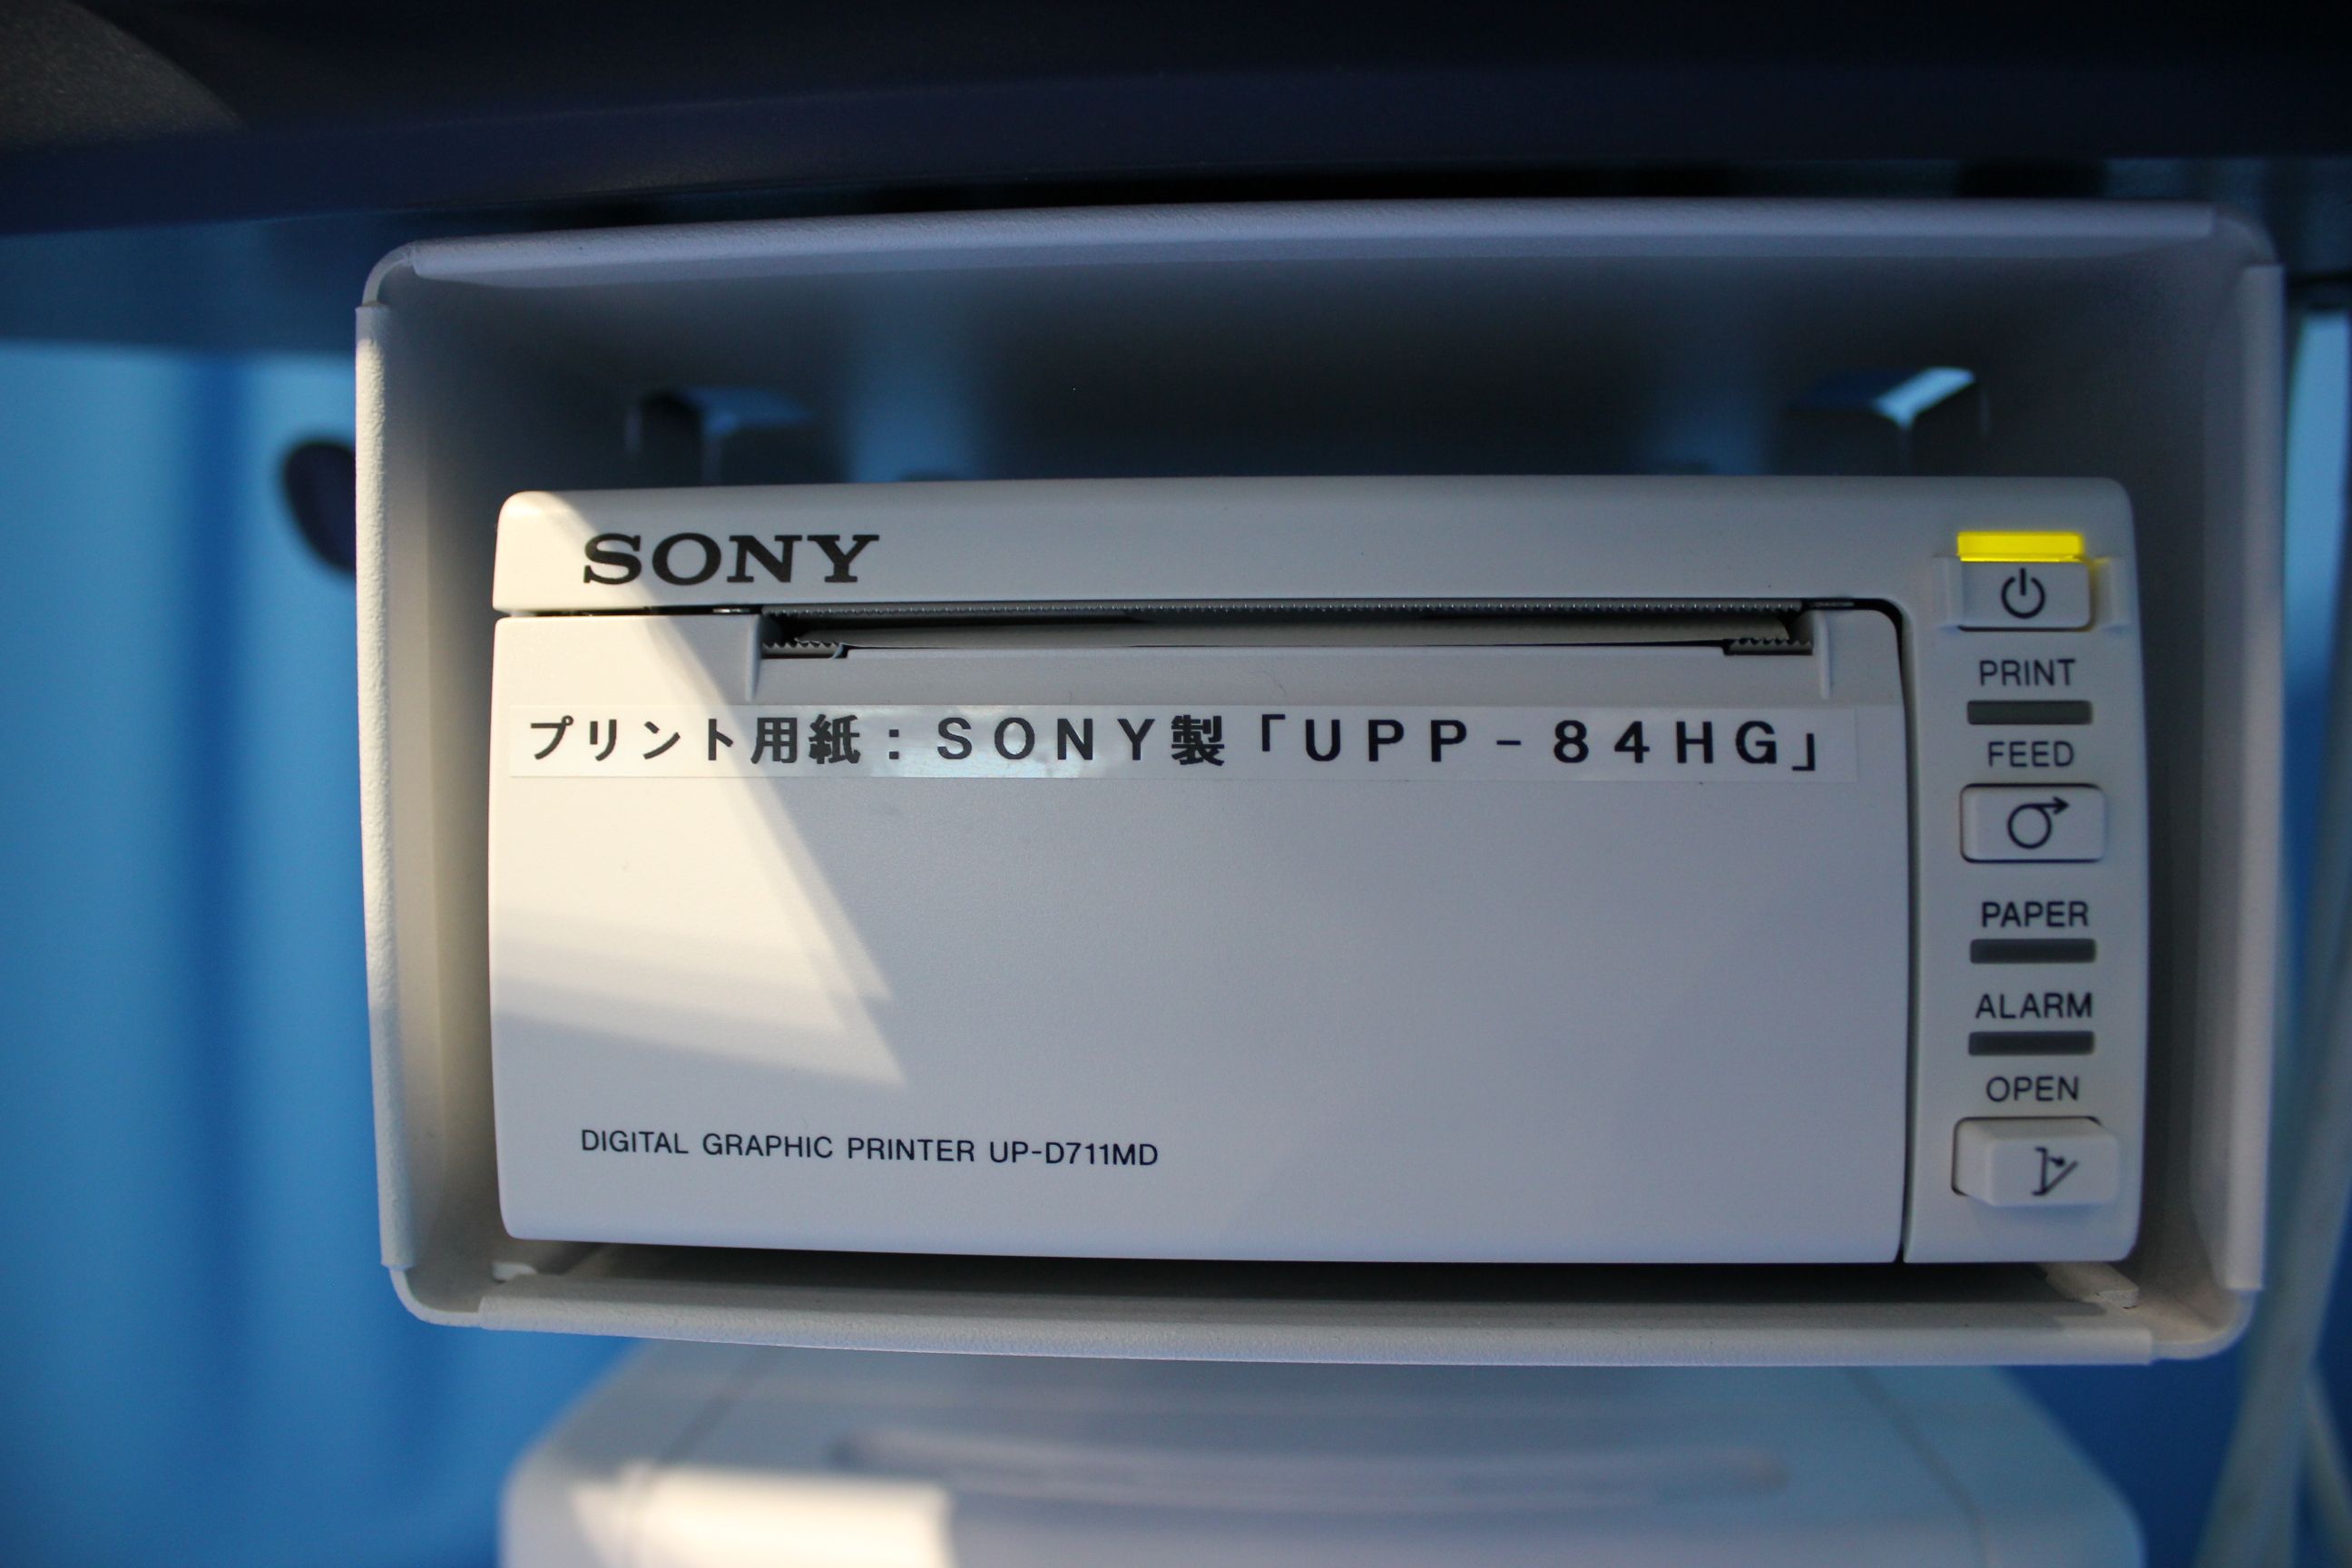 SONY
プリント用紙：ＳＯＮＹ製「ＵＰＰ－８４ＨＧ」
DIGITAL GRAPHIC PRINTER UP-D711MD
PRINT
FEED
PAPER
ALARM
OPEN